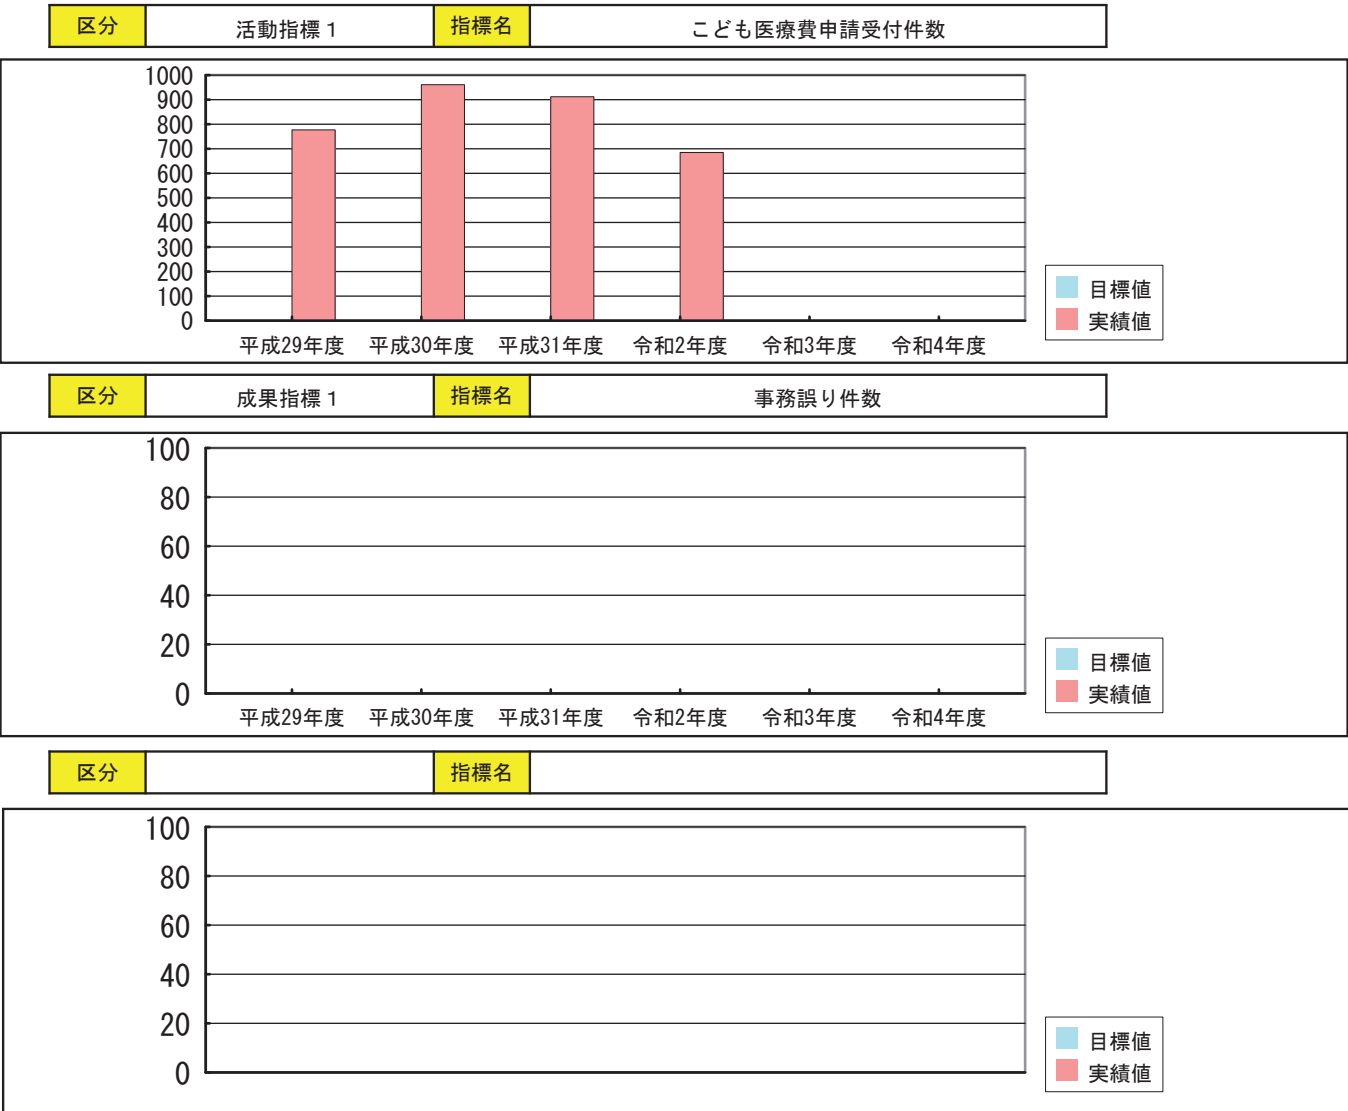 区分 活動指標１ 指標名 こども医療費申請受付件数
1000
900
800
700
600
500
400
300
200
100
0
平成29年度 平成30年度 平成31年度 令和2年度 令和3年度 令和4年度
目標値
実績値
区分 成果指標１ 指標名 事務誤り件数
100
80
60
40
20
0
平成29年度 平成30年度 平成31年度 令和2年度 令和3年度 令和4年度
目標値
実績値
区分 指標名
100
80
60
40
20
0
目標値
実績値